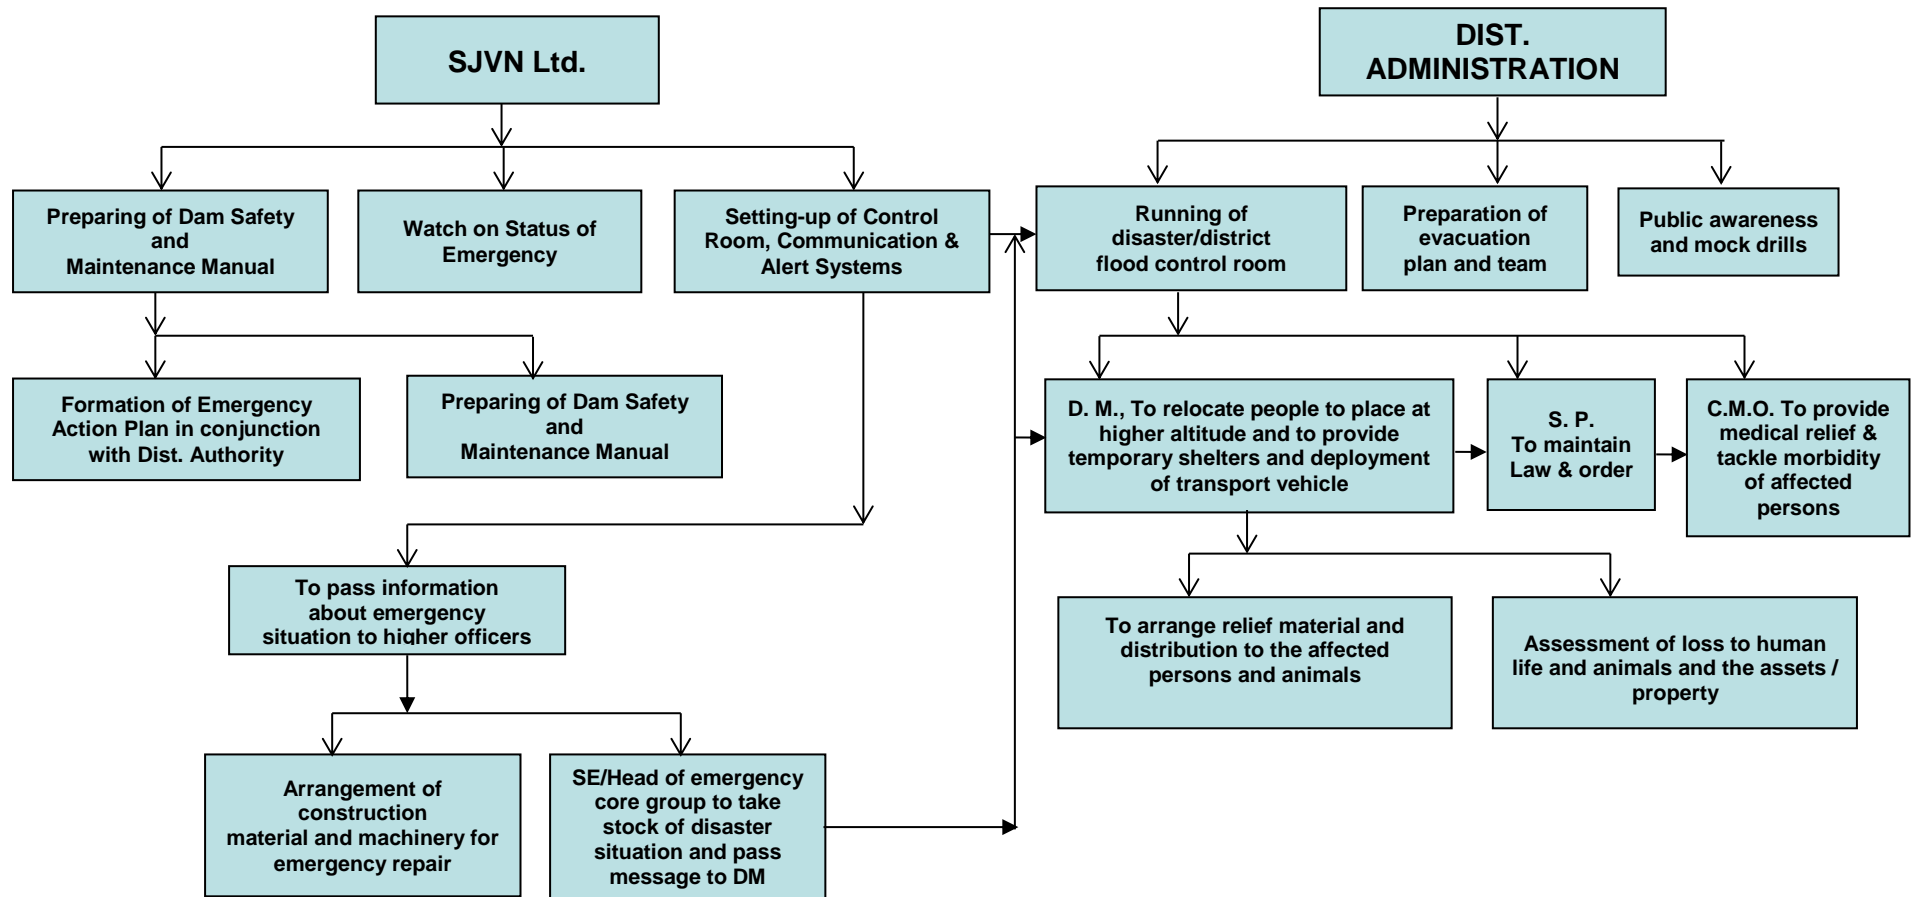 SJVN Ltd.
DIST.
ADMINISTRATION
Preparing of Dam Safety
and
Maintenance Manual
Watch on Status of
Emergency
Setting-up of Control
Room, Communication &
Alert Systems
Running of
disaster/district
flood control room
Preparation of
evacuation
plan and team
Public awareness
and mock drills
Formation of Emergency
Action Plan in conjunction
with Dist. Authority
Preparing of Dam Safety
and
Maintenance Manual
D. M., To relocate people to place at
higher altitude and to provide
temporary shelters and deployment
of transport vehicle
S. P.
To maintain
Law & order
C.M.O. To provide
medical relief &
tackle morbidity
of affected
persons
To pass information
about emergency
situation to higher officers
To arrange relief material and
distribution to the affected
persons and animals
Assessment of loss to human
life and animals and the assets /
property
Arrangement of
construction
material and machinery for
emergency repair
SE/Head of emergency
core group to take
stock of disaster
situation and pass
message to DM